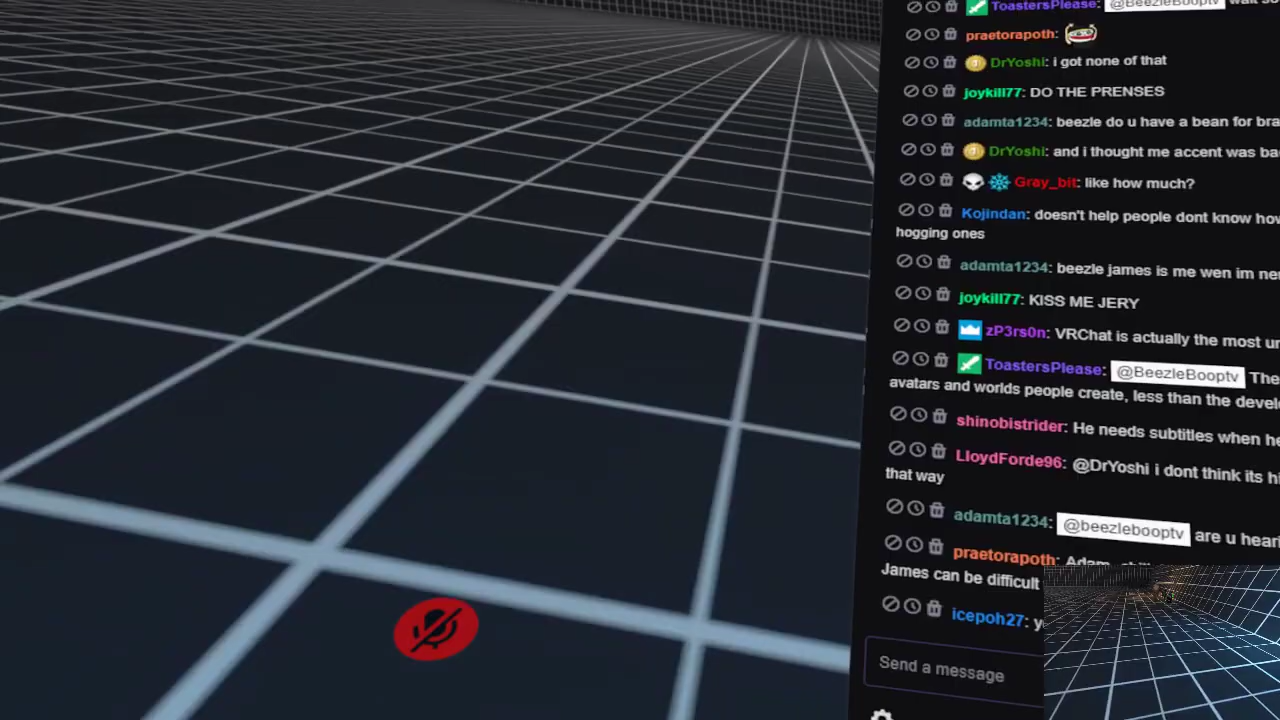 ToastersPlease: @BeezleBooptv wait so
praetorapoth:
DrYoshi: i got none of that
joykill77: DO THE PRENSES
adamta1234: beezle do u have a bean for
DrYoshi: and i thought me accent was
Gray_bit: like how much?
Kojindan: doesn't help people dont know how
hogging ones
adamta1234: beezle james is me wen im
joykill77: KISS ME JERY
zP3rs0n: VRChat is actually the most
ToastersPlease: @BeezleBooptv The
avatars and worlds people create, less than the
shinobistrider: He needs subtitles when he
LloydForde96: @DrYoshi i dont think its
that way
adamta1234: @beezlebooptv are u
praetorapoth: Adam
James can be difficult
icepoh27:
Send a message